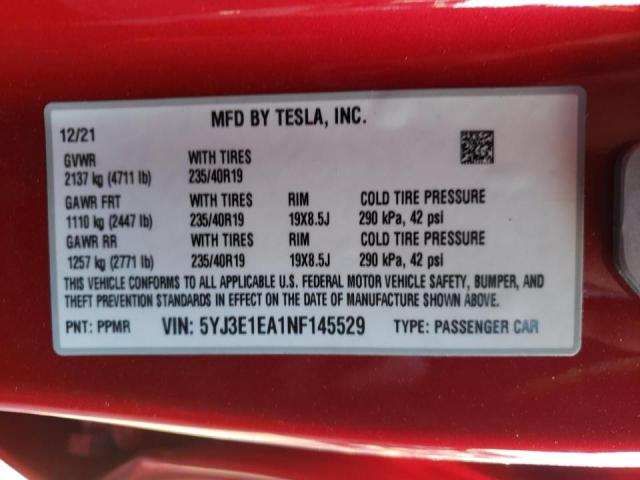 MFD BY TESLA, INC.
12/21
GVWR WITH TIRES
2137 kg (4711 lb) 235/40R19
GAWR FRT WITH TIRES RIM COLD TIRE PRESSURE
1110 kg (2447 lb) 235/40R19 19X8.5J 290 kPa, 42 psi
GAWR RR WITH TIRES RIM COLD TIRE PRESSURE
1257 kg (2771 lb) 235/40R19 19X8.5J 290 kPa, 42 psi
THIS VEHICLE CONFORMS TO ALL APPLICABLE U.S. FEDERAL MOTOR VEHICLE SAFETY, BUMPER, AND
THEFT PREVENTION STANDARDS IN EFFECT ON THE DATE OF MANUFACTURE SHOWN ABOVE.
PNT: PPMR VIN: 5YJ3E1EA1NF145529 TYPE: PASSENGER CAR